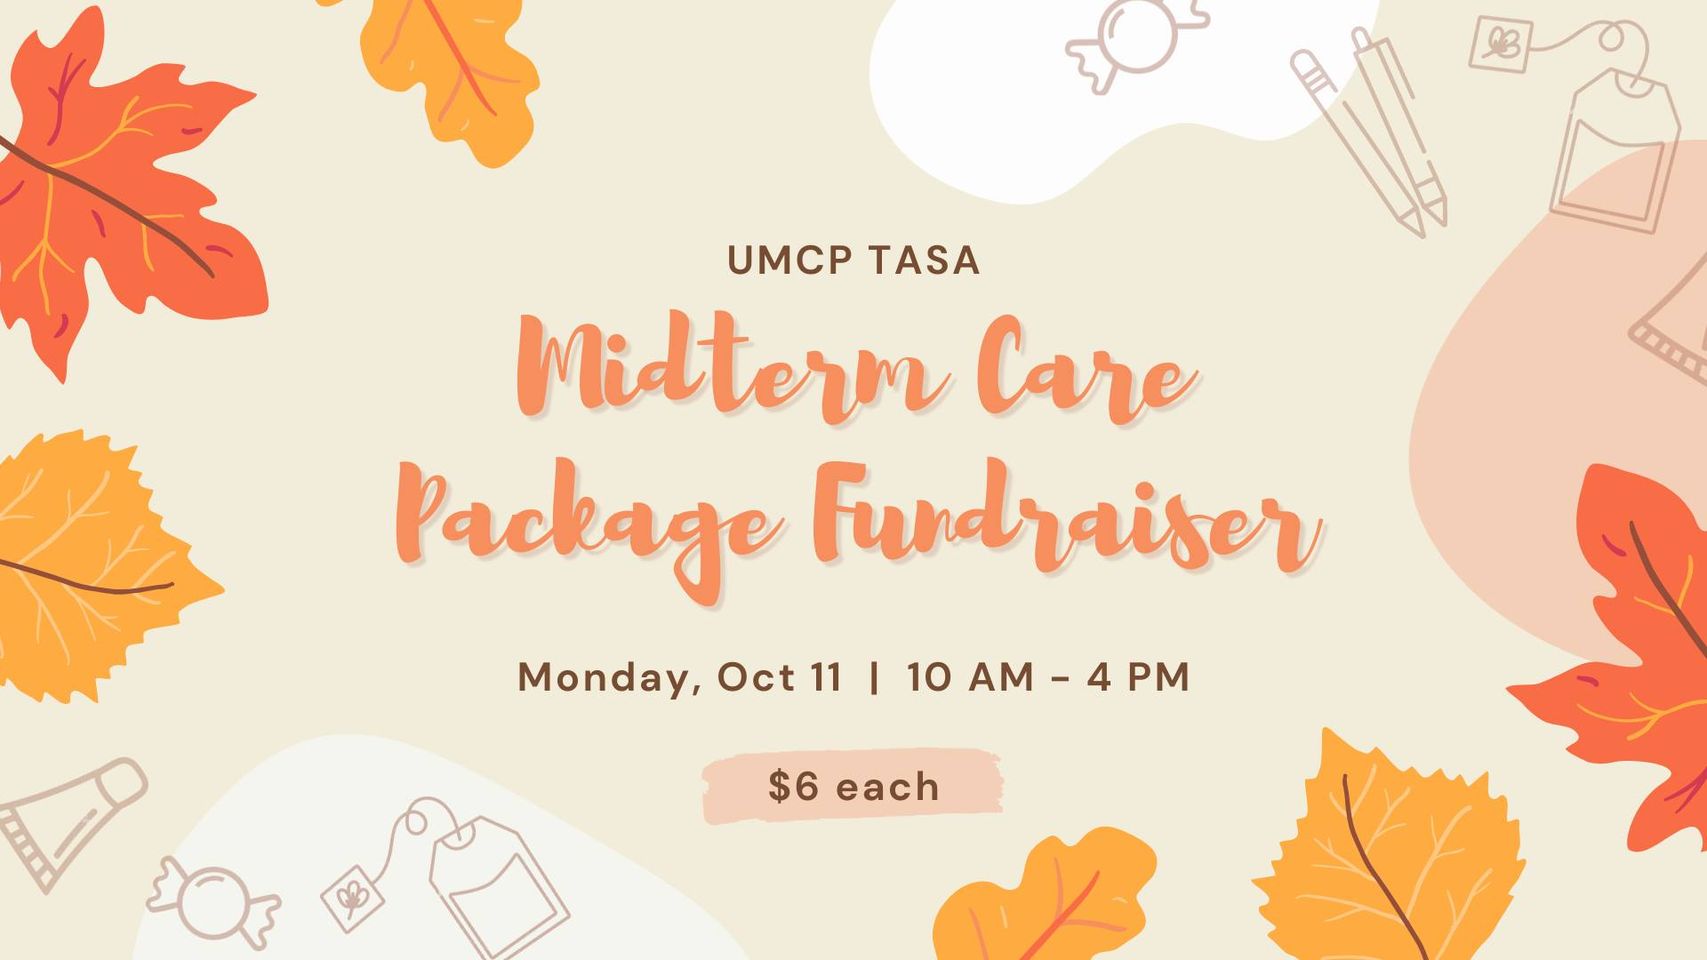 UMCP TASA
Midterm Care
Package Fundraiser
Monday, Oct 11 | 10 AM - 4 PM
$6 each